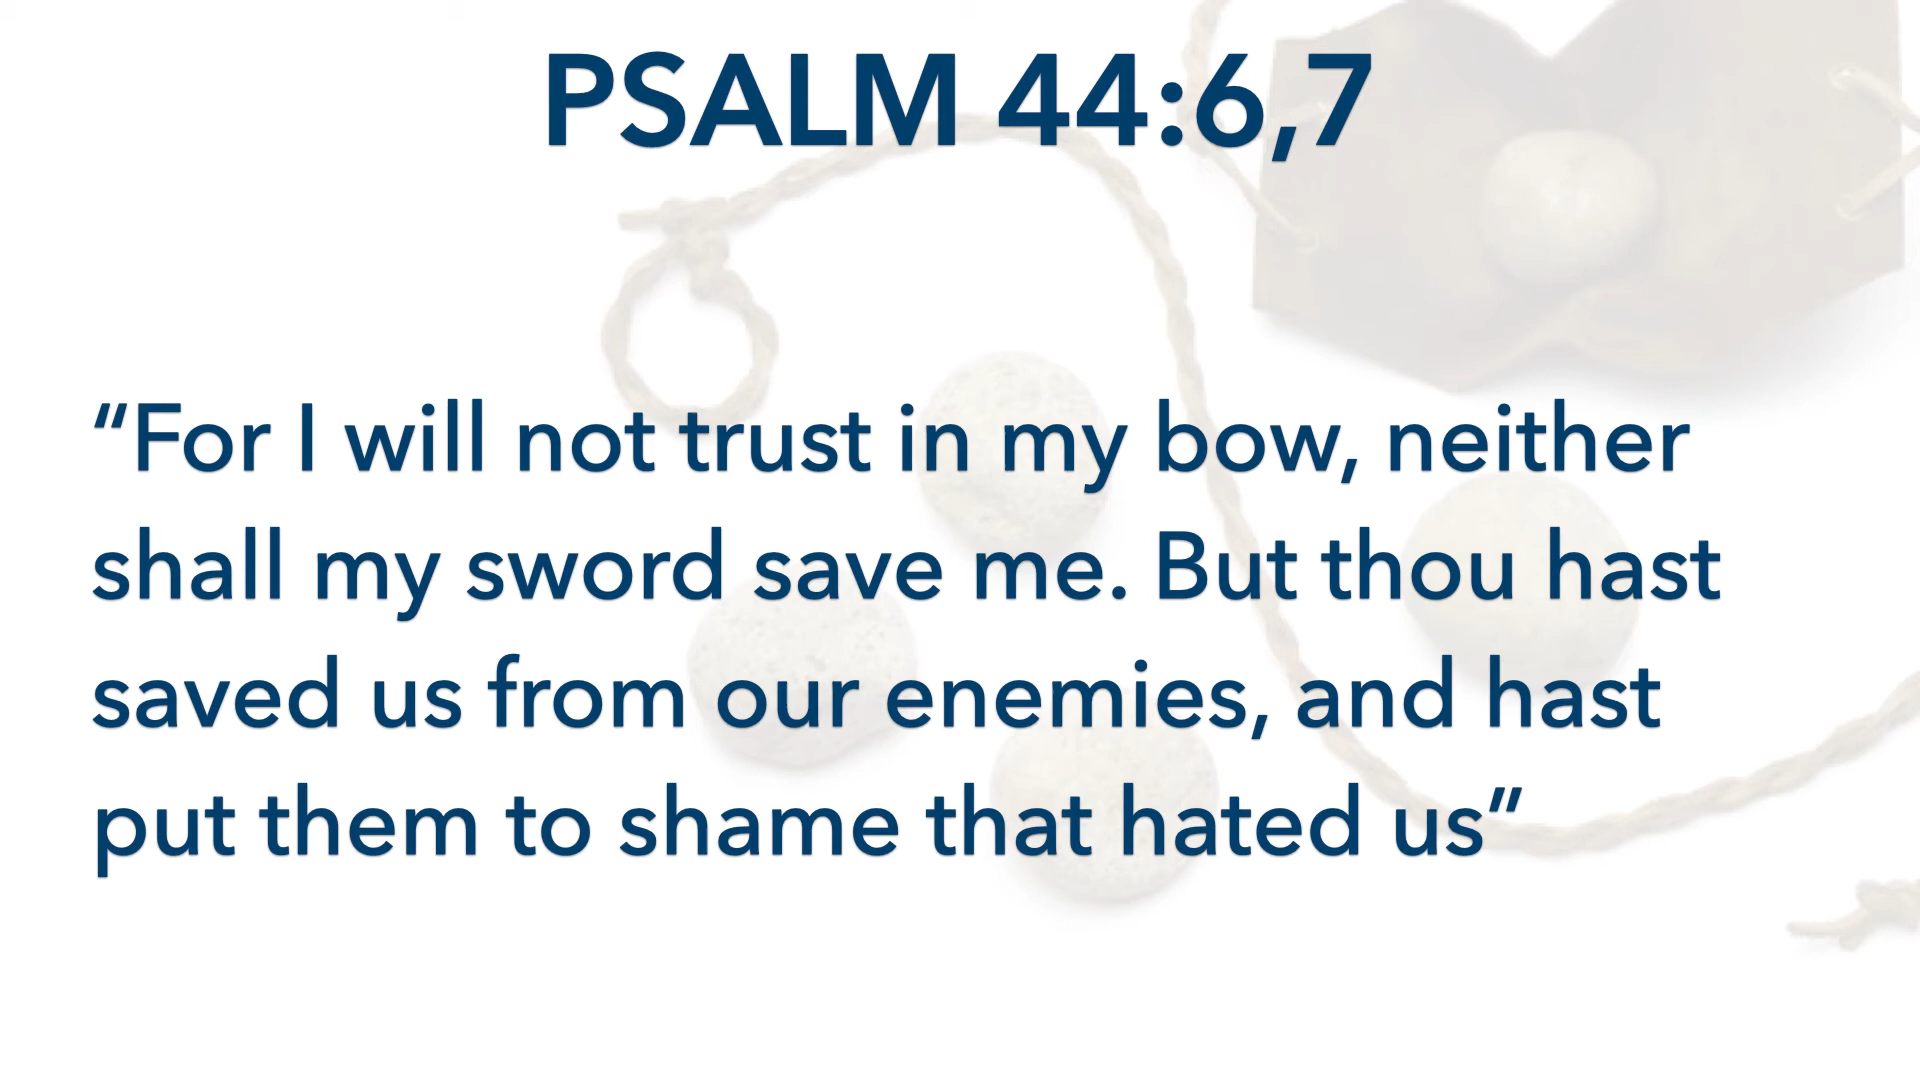 PSALM 44:6,7
“For I will not trust in my bow, neither
shall my sword save me. But thou hast
saved us from our enemies, and hast
put them to shame that hated us”